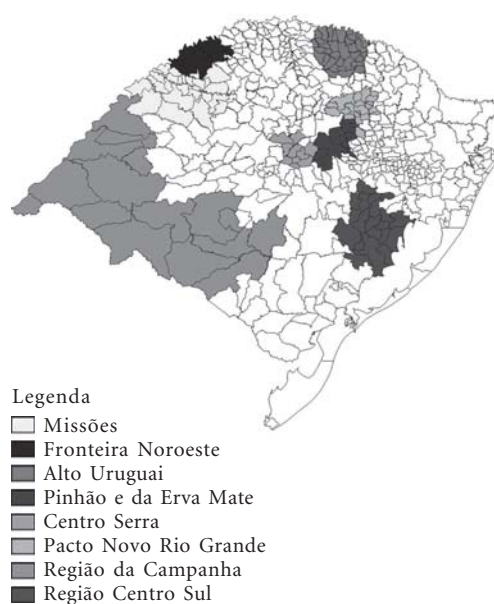 Legenda
Missões
Fronteira Noroeste
Alto Uruguai
Pinhão e da Erva Mate
Centro Serra
Pacto Novo Rio Grande
Região da Campanha
Região Centro Sul